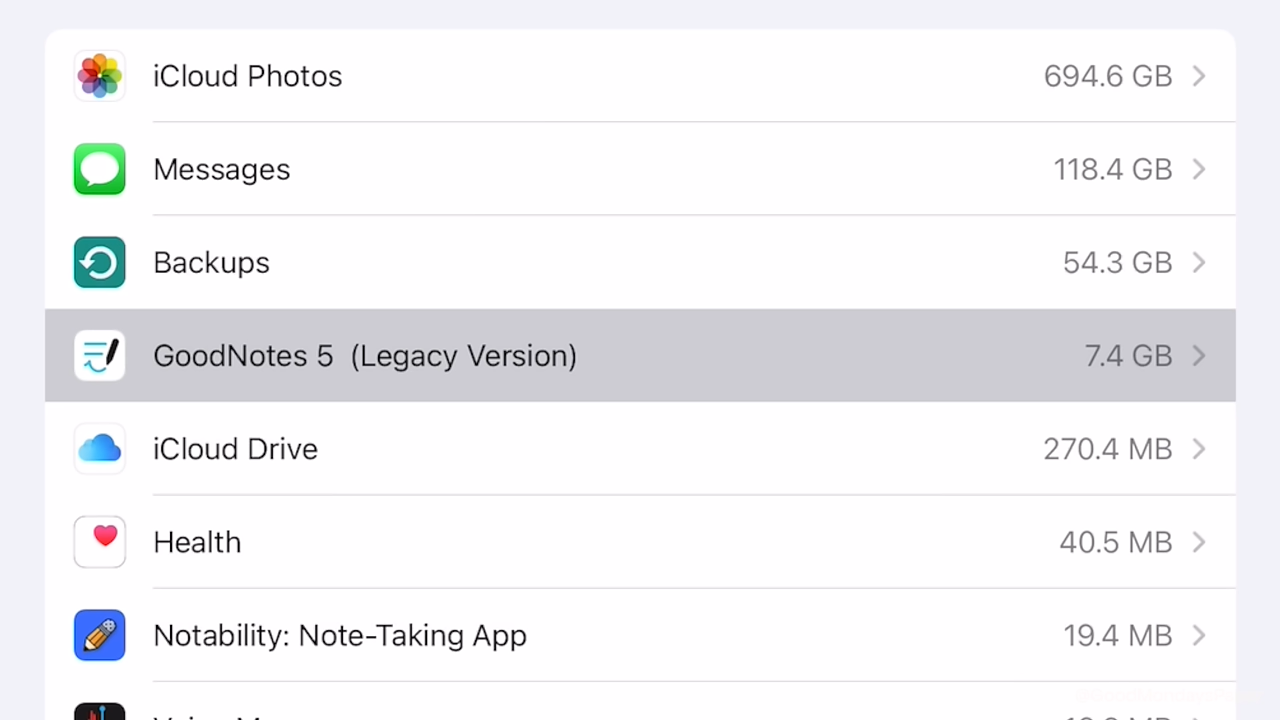 iCloud Photos 694.6 GB
Messages 118.4 GB
Backups 54.3 GB
GoodNotes 5 (Legacy Version) 7.4 GB
iCloud Drive 270.4 MB
Health 40.5 MB
Notability: Note-Taking App 19.4 MB